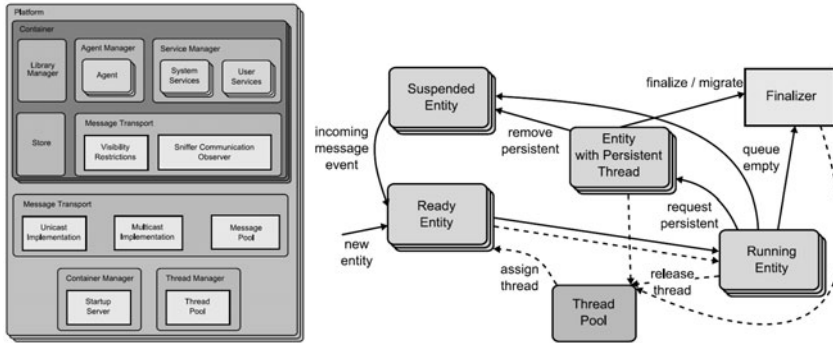 Platform
Container
Library
Manager
Agent Manager
Agent
Service Manager
System
Services
User
Services
Store
Message Transport
Visibility
Restrictions
Sniffer Communication
Observer
Message Transport
Unicast
Implementation
Multicast
Implementation
Message
Pool
Container Manager
Startup
Server
Thread Manager
Thread
Pool
Suspended
Entity
finalize / migrate
Finalizer
incoming
message
event
remove
persistent
Entity
with Persistent
Thread
queue
empty
Ready
Entity
request
persistent
new
entity
Running
Entity
assign
thread
release
thread
Thread
Pool